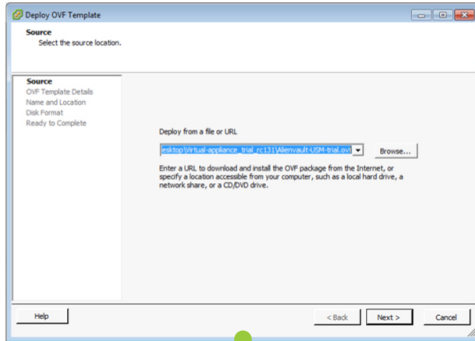 Deploy OVF Template
Source
Select the source location.
Source
OVF Template Details
Name and Location
Disk Format
Ready to Complete
Deploy from a file or URL
esktop\Virtual-appliance_trial_rc131\Alienvault-USM-trial.ovf
Browse...
Enter a URL to download and install the OVF package from the Internet, or
specify a location accessible from your computer, such as a local hard drive, a
network share, or a CD/DVD drive.
Help
< Back
Next >
Cancel